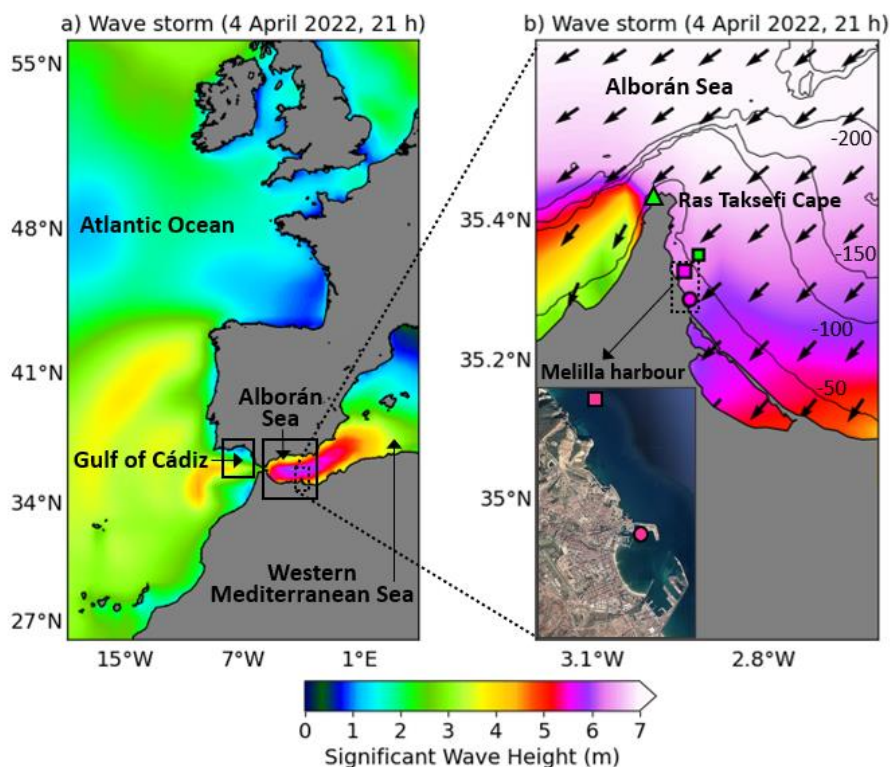 a) Wave storm (4 April 2022, 21 h)
55°N
48°N
41°N
34°N
27°N
Atlantic Ocean
Alborán
Sea
Gulf of Cádiz
Western
Mediterranean Sea
15°W
7°W
1°E
b) Wave storm (4 April 2022, 21 h)
Alborán Sea
-200
Ras Taksefi Cape
35.4°N
-150
-100
35.2°N
Melilla harbour
-50
35°N
3.1°W
2.8°W
0 1 2 3 4 5 6 7
Significant Wave Height (m)